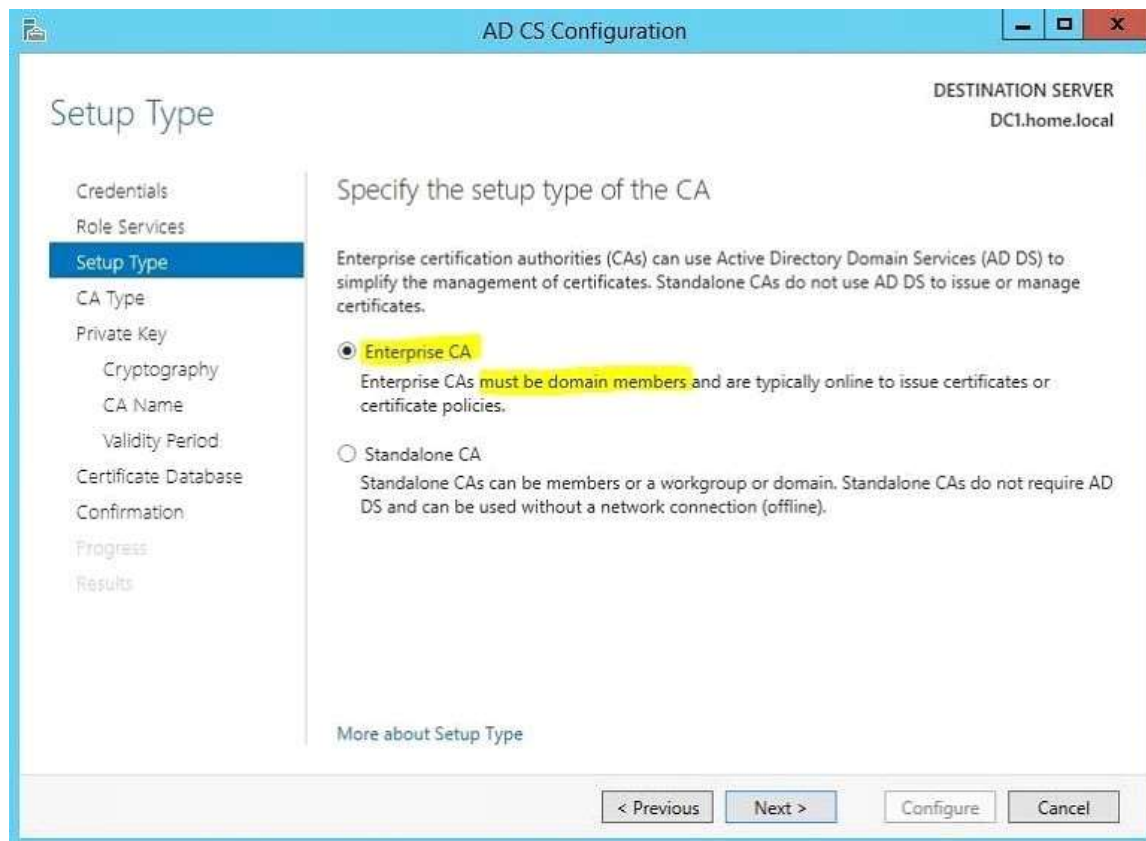 AD CS Configuration
Setup Type
DESTINATION SERVER
DC1.home.local
Credentials
Role Services
Setup Type
CA Type
Private Key
Cryptography
CA Name
Validity Period
Certificate Database
Confirmation
Progress
Results
Specify the setup type of the CA
Enterprise certification authorities (CAs) can use Active Directory Domain Services (AD DS) to
simplify the management of certificates. Standalone CAs do not use AD DS to issue or manage
certificates.
Enterprise CA
Enterprise CAs must be domain members and are typically online to issue certificates or
certificate policies.
Standalone CA
Standalone CAs can be members or a workgroup or domain. Standalone CAs do not require AD
DS and can be used without a network connection (offline).
More about Setup Type
< Previous
Next >
Configure
Cancel